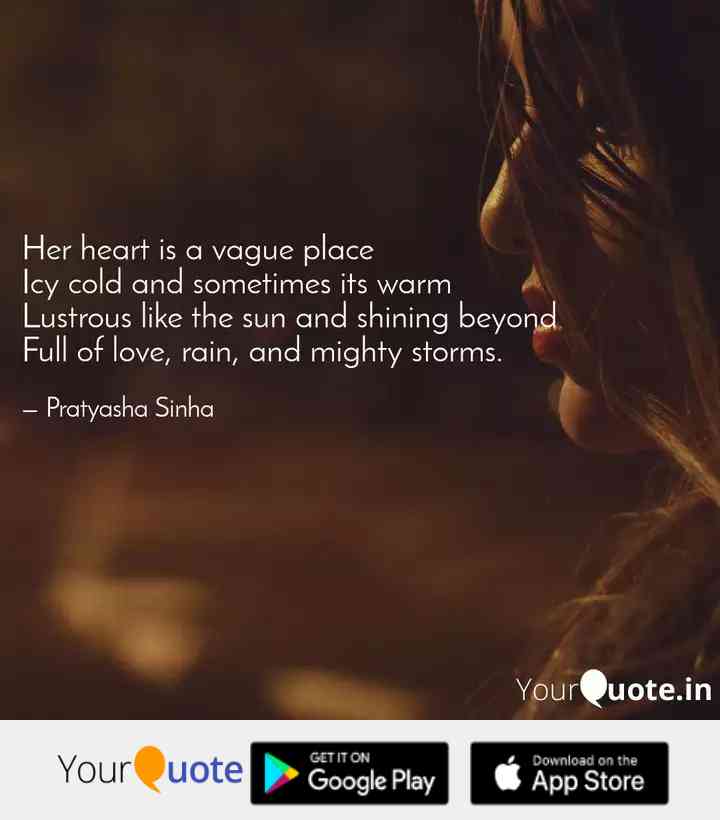 Her heart is a vague place
Icy cold and sometimes its warm
Lustrous like the sun and shining beyond
Full of love, rain, and mighty storms.
– Pratyasha Sinha
YourQuote.in
YourQuote
GET IT ON
Google Play
Download on the
App Store